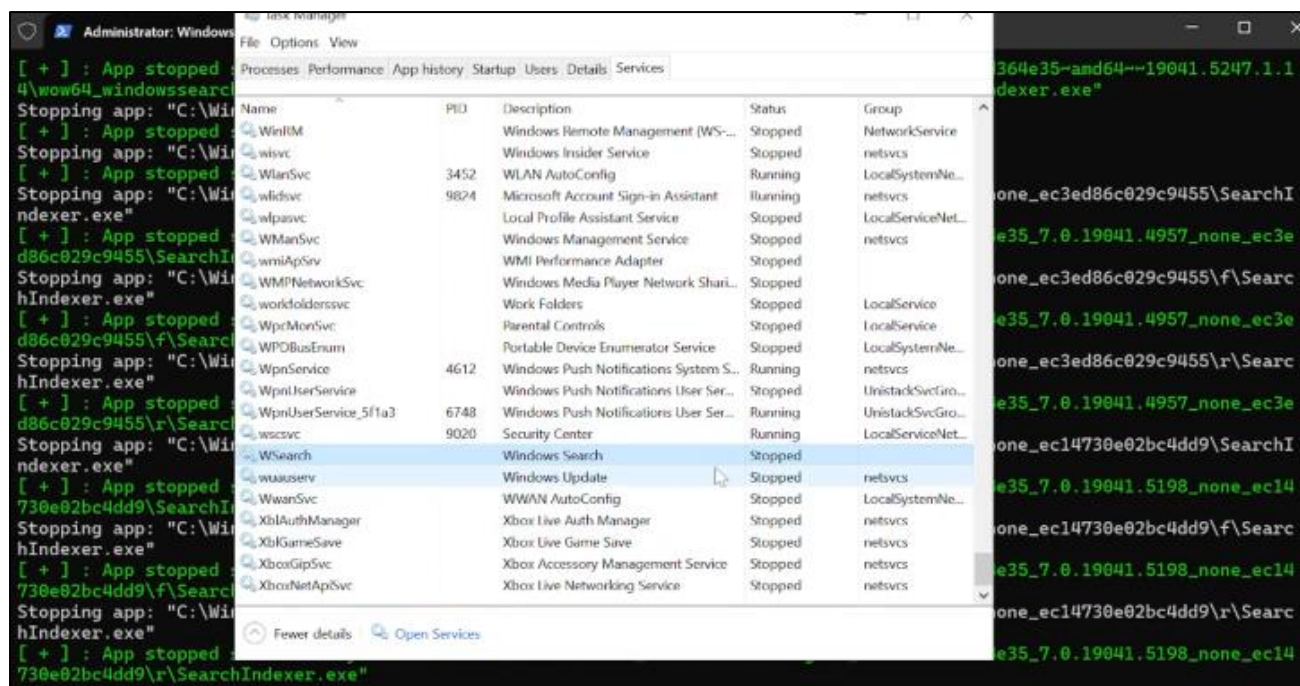 Administrator: Windows
Task Manager
File Options View
Processes Performance App history Startup Users Details Services
Name PID Description Status Group
WinRM Windows Remote Management (WS-... Stopped NetworkService
wisvc Windows Insider Service Stopped netsvcs
WlanSvc 3452 WLAN AutoConfig Running LocalSystemNe...
wlidsvc 9824 Microsoft Account Sign-in Assistant Running netsvcs
wlpasvc Local Profile Assistant Service Stopped LocalServiceNet...
WManSvc Windows Management Service Stopped netsvcs
wmiApSrv WMI Performance Adapter Stopped
WMPNetworkSvc Windows Media Player Network Shari... Stopped
workfolderssvc Work Folders Stopped LocalService
WpcMonSvc Parental Controls Stopped LocalService
WPDBusEnum Portable Device Enumerator Service Stopped LocalSystemNe...
WpnService 4612 Windows Push Notifications System S... Running netsvcs
WpnUserService Windows Push Notifications User Ser... Stopped UnistackSvcGro...
WpnUserService_5f1a3 6748 Windows Push Notifications User Ser... Running UnistackSvcGro...
wscsvc 9020 Security Center Running LocalServiceNet...
WSearch Windows Search Stopped
wuauserv Windows Update Stopped netsvcs
WwanSvc WWAN AutoConfig Stopped LocalSystemNe...
XblAuthManager Xbox Live Auth Manager Stopped netsvcs
XblGameSave Xbox Live Game Save Stopped netsvcs
XboxGipSvc Xbox Accessory Management Service Stopped netsvcs
XboxNetApiSvc Xbox Live Networking Service Stopped netsvcs
Fewer details Open Services
[ + ] : App stopped 364e35~amd64~~19041.5247.1.1
4\wow64_windowssearc dexer.exe"
Stopping app: "C:\Wi
[ + ] : App stopped
Stopping app: "C:\Wi
[ + ] : App stopped
Stopping app: "C:\Wi one_ec3ed86c029c9455\SearchI
ndexer.exe"
[ + ] : App stopped e35_7.0.19041.4957_none_ec3e
d86c029c9455\SearchI
Stopping app: "C:\Wi one_ec3ed86c029c9455\f\Searc
hIndexer.exe"
[ + ] : App stopped e35_7.0.19041.4957_none_ec3e
d86c029c9455\f\Searc
Stopping app: "C:\Wi one_ec3ed86c029c9455\r\Searc
hIndexer.exe"
[ + ] : App stopped e35_7.0.19041.4957_none_ec3e
d86c029c9455\r\Searc
Stopping app: "C:\Wi one_ec14730e02bc4dd9\SearchI
ndexer.exe"
[ + ] : App stopped e35_7.0.19041.5198_none_ec14
730e02bc4dd9\SearchI
Stopping app: "C:\Wi one_ec14730e02bc4dd9\f\Searc
hIndexer.exe"
[ + ] : App stopped e35_7.0.19041.5198_none_ec14
730e02bc4dd9\f\Searc
Stopping app: "C:\Wi one_ec14730e02bc4dd9\r\Searc
hIndexer.exe"
[ + ] : App stopped e35_7.0.19041.5198_none_ec14
730e02bc4dd9\r\SearchIndexer.exe"